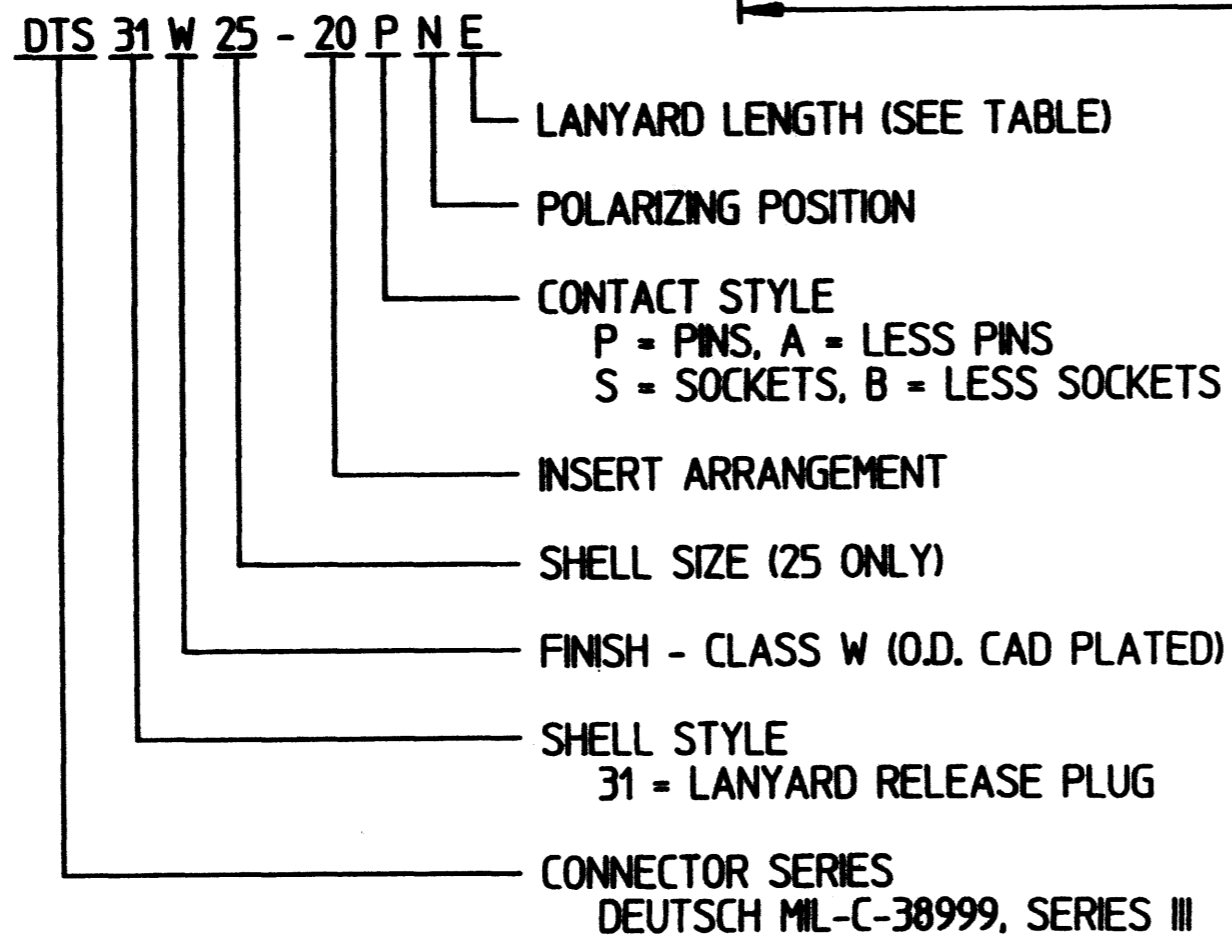 DTS 31 W 25 - 20 P N E
LANYARD LENGTH (SEE TABLE)
POLARIZING POSITION
CONTACT STYLE
P = PINS, A = LESS PINS
S = SOCKETS, B = LESS SOCKETS
INSERT ARRANGEMENT
SHELL SIZE (25 ONLY)
FINISH - CLASS W (O.D. CAD PLATED)
SHELL STYLE
31 = LANYARD RELEASE PLUG
CONNECTOR SERIES
DEUTSCH MIL-C-38999, SERIES III